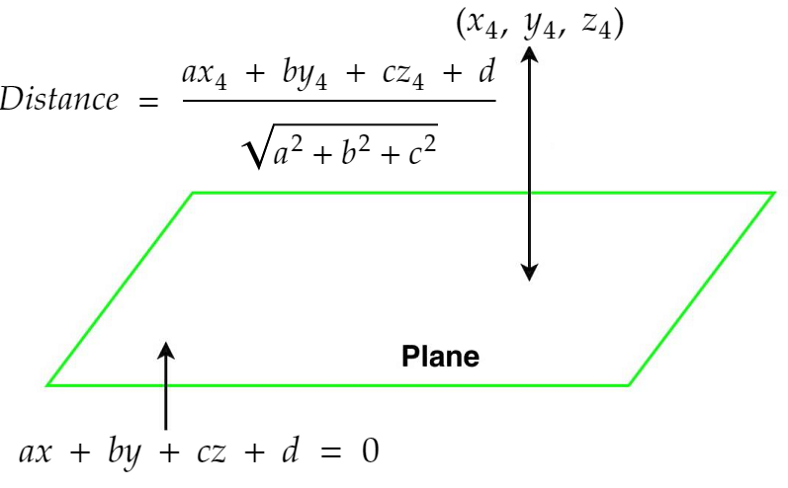 (x₄, y₄, z₄)
Distance = (ax₄ + by₄ + cz₄ + d) / √(a² + b² + c²)
Plane
ax + by + cz + d = 0